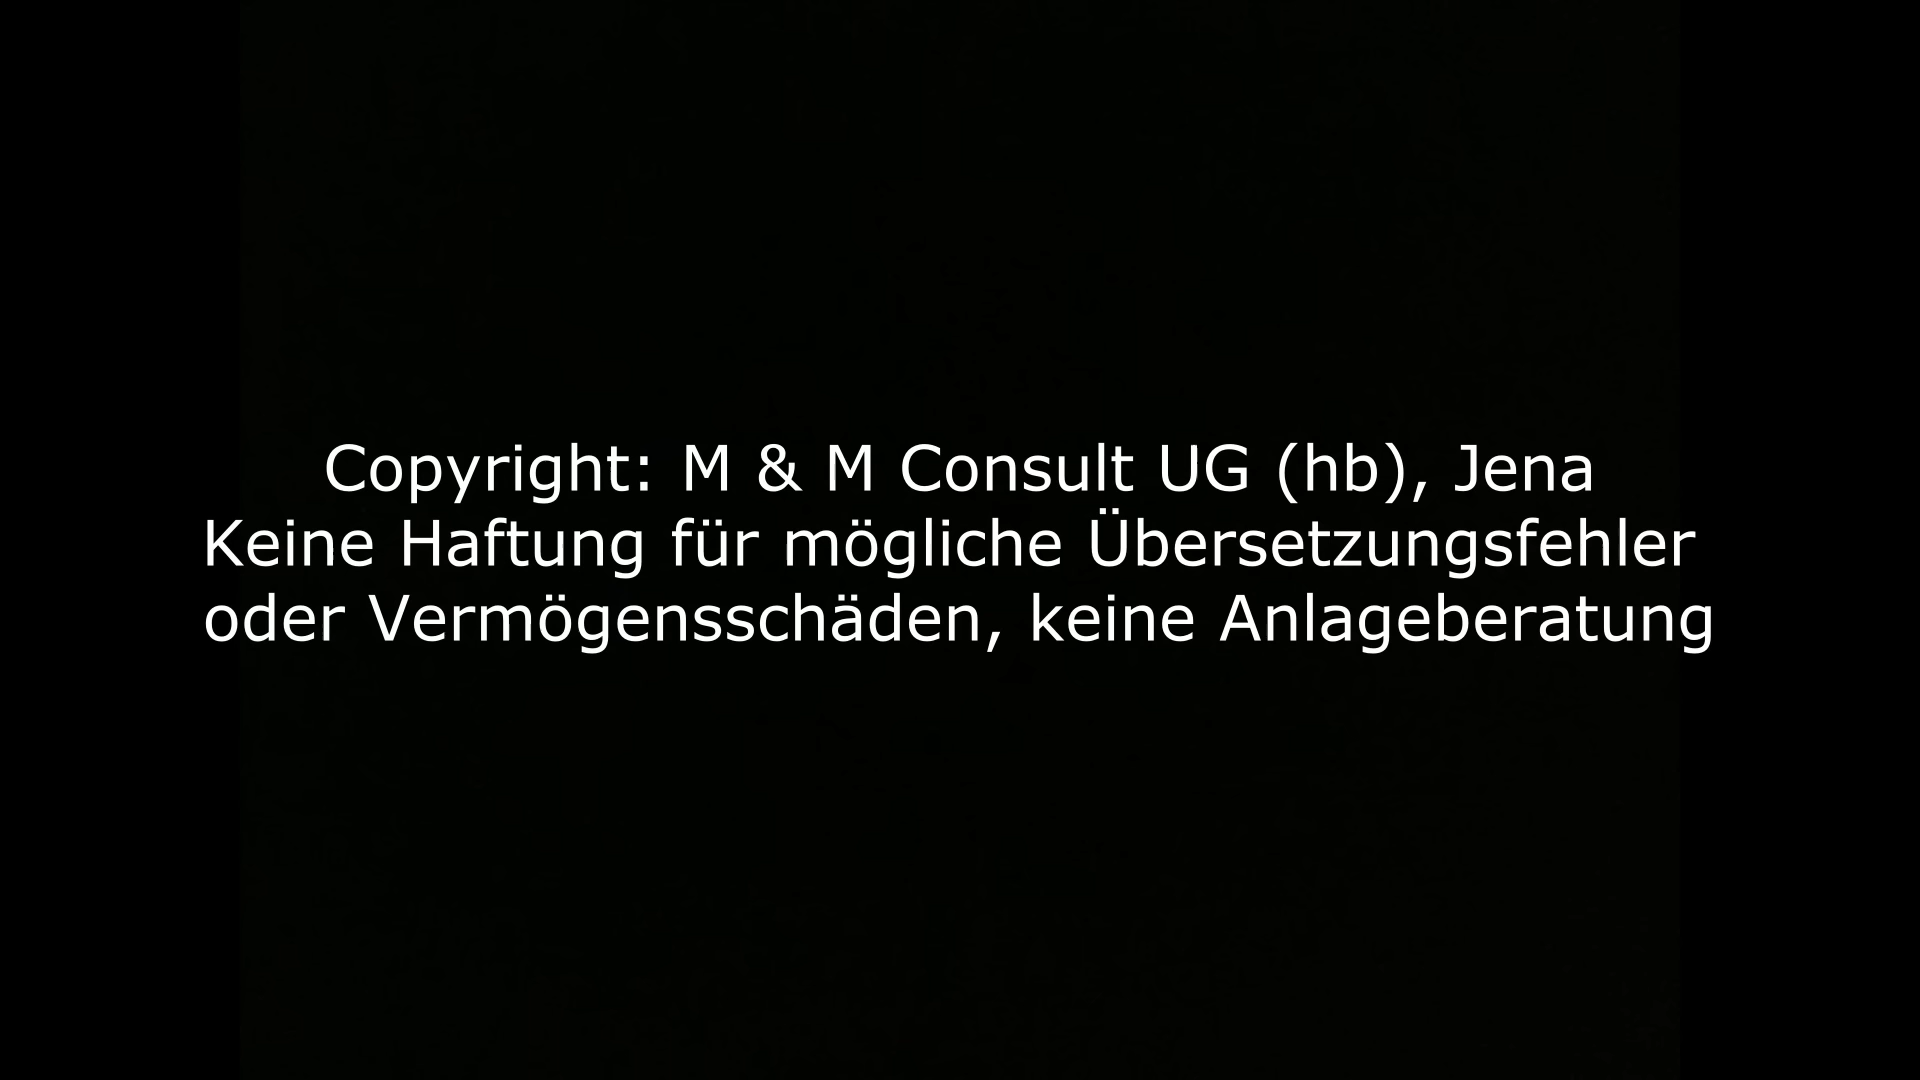 Copyright: M & M Consult UG (hb), Jena
Keine Haftung für mögliche Übersetzungsfehler
oder Vermögensschäden, keine Anlageberatung